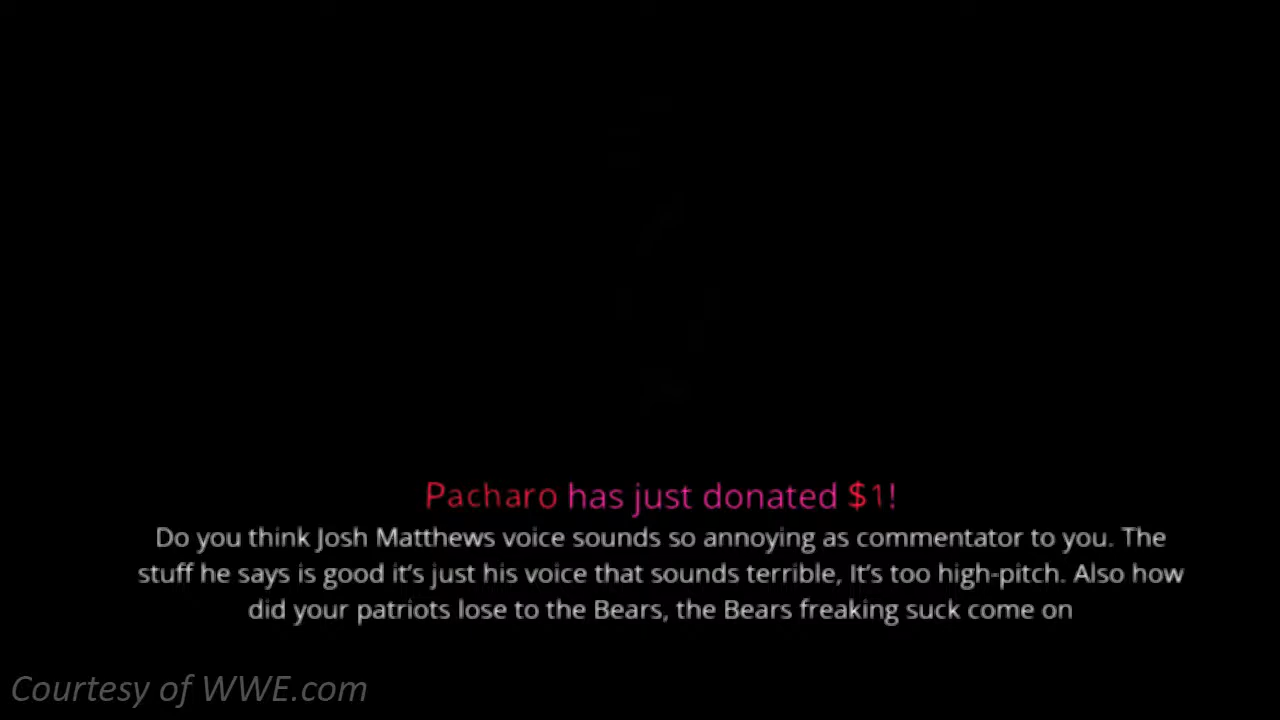 Pacharo has just donated $1!
Do you think Josh Matthews voice sounds so annoying as commentator to you. The
stuff he says is good it’s just his voice that sounds terrible, It’s too high-pitch. Also how
did your patriots lose to the Bears, the Bears freaking suck come on
Courtesy of WWE.com